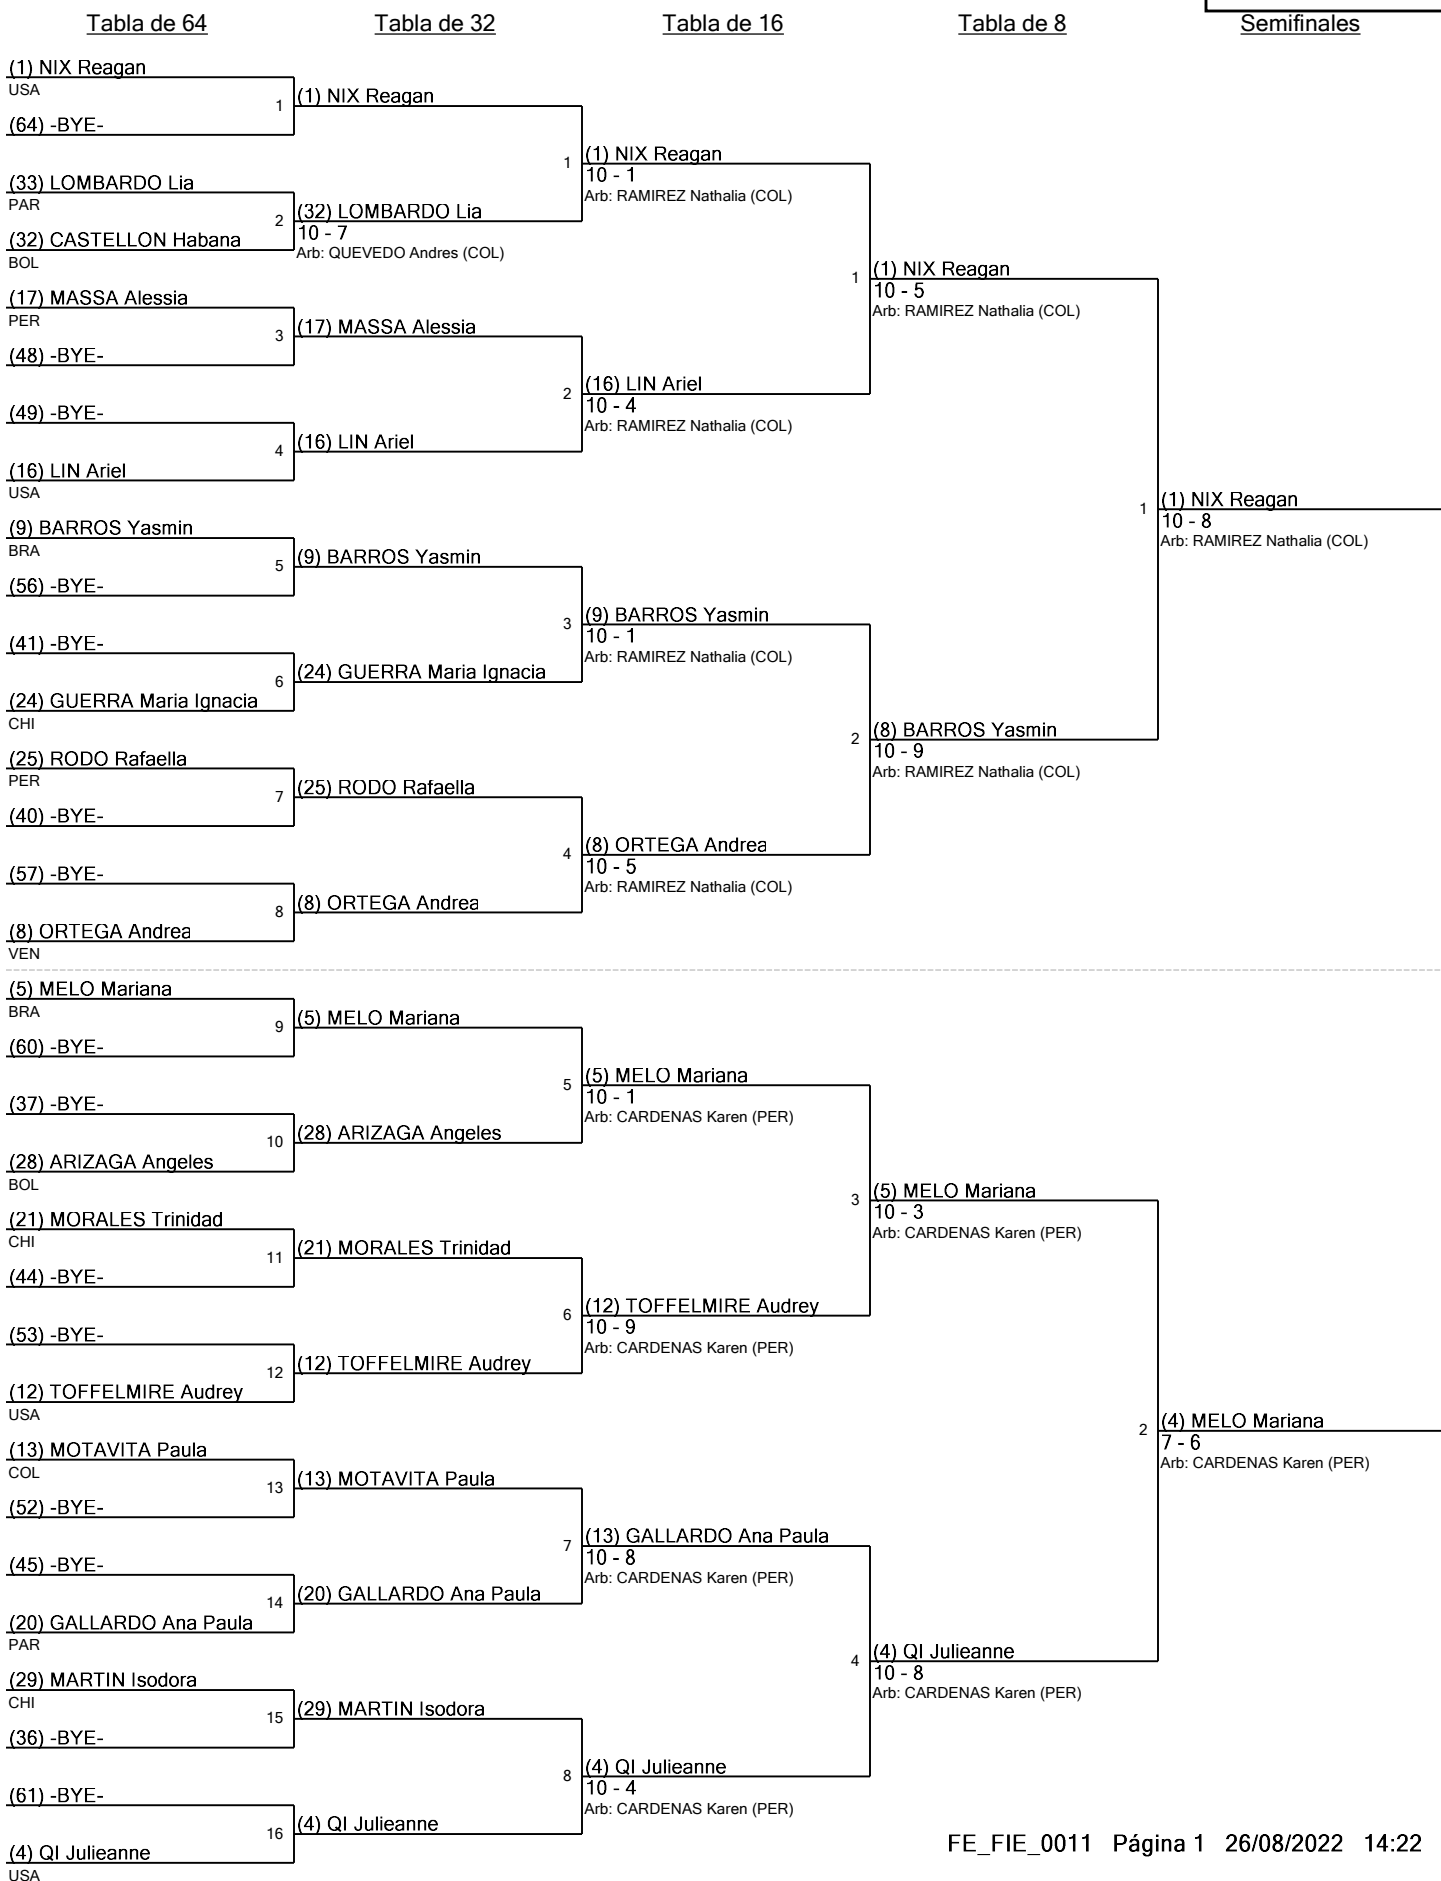 Tabla de 64
Tabla de 32
Tabla de 16
Tabla de 8
Semifinales
(1) NIX Reagan
USA
1
(64) -BYE-
(33) LOMBARDO Lia
PAR
2
(32) CASTELLON Habana
BOL
(17) MASSA Alessia
PER
3
(48) -BYE-
(49) -BYE-
4
(16) LIN Ariel
USA
(9) BARROS Yasmin
BRA
5
(56) -BYE-
(41) -BYE-
6
(24) GUERRA Maria Ignacia
CHI
(25) RODO Rafaella
PER
7
(40) -BYE-
(57) -BYE-
8
(8) ORTEGA Andrea
VEN
(5) MELO Mariana
BRA
9
(60) -BYE-
(37) -BYE-
10
(28) ARIZAGA Angeles
BOL
(21) MORALES Trinidad
CHI
11
(44) -BYE-
(53) -BYE-
12
(12) TOFFELMIRE Audrey
USA
(13) MOTAVITA Paula
COL
13
(52) -BYE-
(45) -BYE-
14
(20) GALLARDO Ana Paula
PAR
(29) MARTIN Isodora
CHI
15
(36) -BYE-
(61) -BYE-
16
(4) QI Julieanne
USA
(1) NIX Reagan
1
(32) LOMBARDO Lia
10 - 7
Arb: QUEVEDO Andres (COL)
(17) MASSA Alessia
2
(16) LIN Ariel
(9) BARROS Yasmin
3
(24) GUERRA Maria Ignacia
(25) RODO Rafaella
4
(8) ORTEGA Andrea
(5) MELO Mariana
5
(28) ARIZAGA Angeles
(21) MORALES Trinidad
6
(12) TOFFELMIRE Audrey
(13) MOTAVITA Paula
7
(20) GALLARDO Ana Paula
(29) MARTIN Isodora
8
(4) QI Julieanne
(1) NIX Reagan
10 - 1
Arb: RAMIREZ Nathalia (COL)
1
(16) LIN Ariel
10 - 4
Arb: RAMIREZ Nathalia (COL)
(9) BARROS Yasmin
10 - 1
Arb: RAMIREZ Nathalia (COL)
2
(8) ORTEGA Andrea
10 - 5
Arb: RAMIREZ Nathalia (COL)
(5) MELO Mariana
10 - 1
Arb: CARDENAS Karen (PER)
3
(12) TOFFELMIRE Audrey
10 - 9
Arb: CARDENAS Karen (PER)
(13) GALLARDO Ana Paula
10 - 8
Arb: CARDENAS Karen (PER)
4
(4) QI Julieanne
10 - 4
Arb: CARDENAS Karen (PER)
(1) NIX Reagan
10 - 5
Arb: RAMIREZ Nathalia (COL)
1
(8) BARROS Yasmin
10 - 9
Arb: RAMIREZ Nathalia (COL)
(5) MELO Mariana
10 - 3
Arb: CARDENAS Karen (PER)
2
(4) QI Julieanne
10 - 8
Arb: CARDENAS Karen (PER)
(1) NIX Reagan
10 - 8
Arb: RAMIREZ Nathalia (COL)
(4) MELO Mariana
7 - 6
Arb: CARDENAS Karen (PER)
FE_FIE_0011 Página 1 26/08/2022 14:22